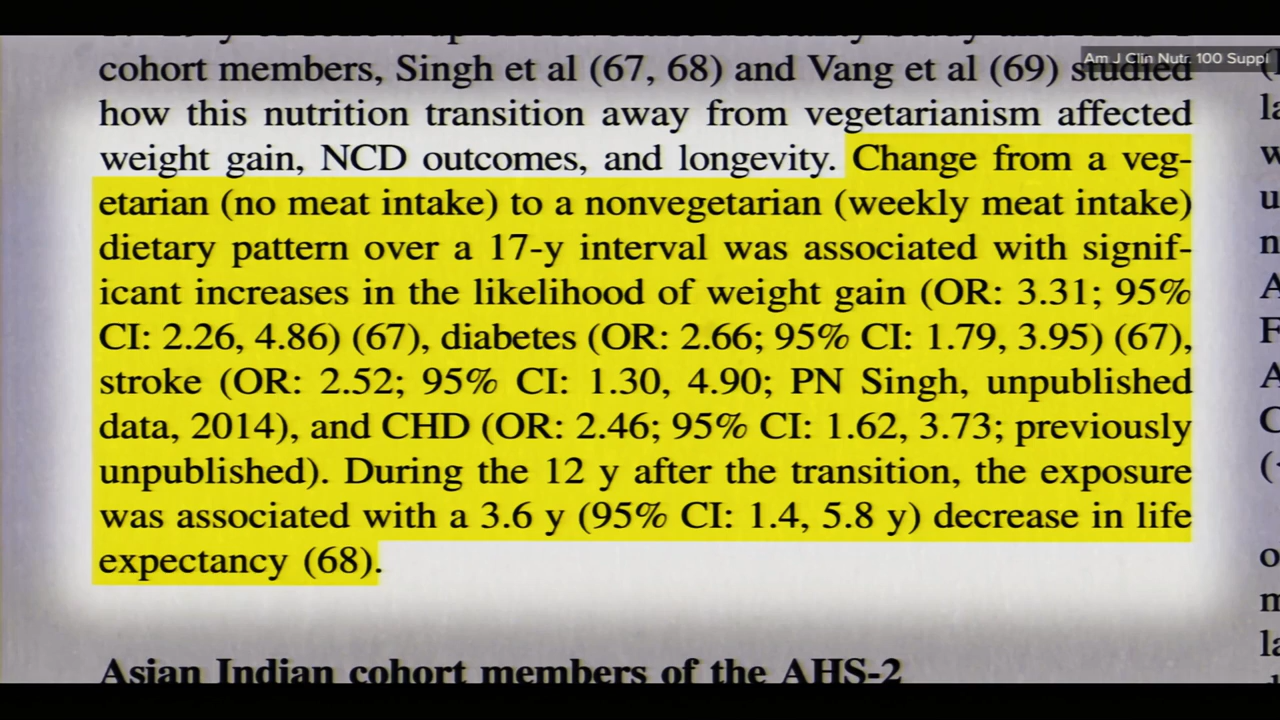 Am J Clin Nutr. 100 Suppl
cohort members, Singh et al (67, 68) and Vang et al (69) studied
how this nutrition transition away from vegetarianism affected
weight gain, NCD outcomes, and longevity. Change from a veg-
etarian (no meat intake) to a nonvegetarian (weekly meat intake)
dietary pattern over a 17-y interval was associated with signif-
icant increases in the likelihood of weight gain (OR: 3.31; 95%
CI: 2.26, 4.86) (67), diabetes (OR: 2.66; 95% CI: 1.79, 3.95) (67),
stroke (OR: 2.52; 95% CI: 1.30, 4.90; PN Singh, unpublished
data, 2014), and CHD (OR: 2.46; 95% CI: 1.62, 3.73; previously
unpublished). During the 12 y after the transition, the exposure
was associated with a 3.6 y (95% CI: 1.4, 5.8 y) decrease in life
expectancy (68).
Asian Indian cohort members of the AHS-2